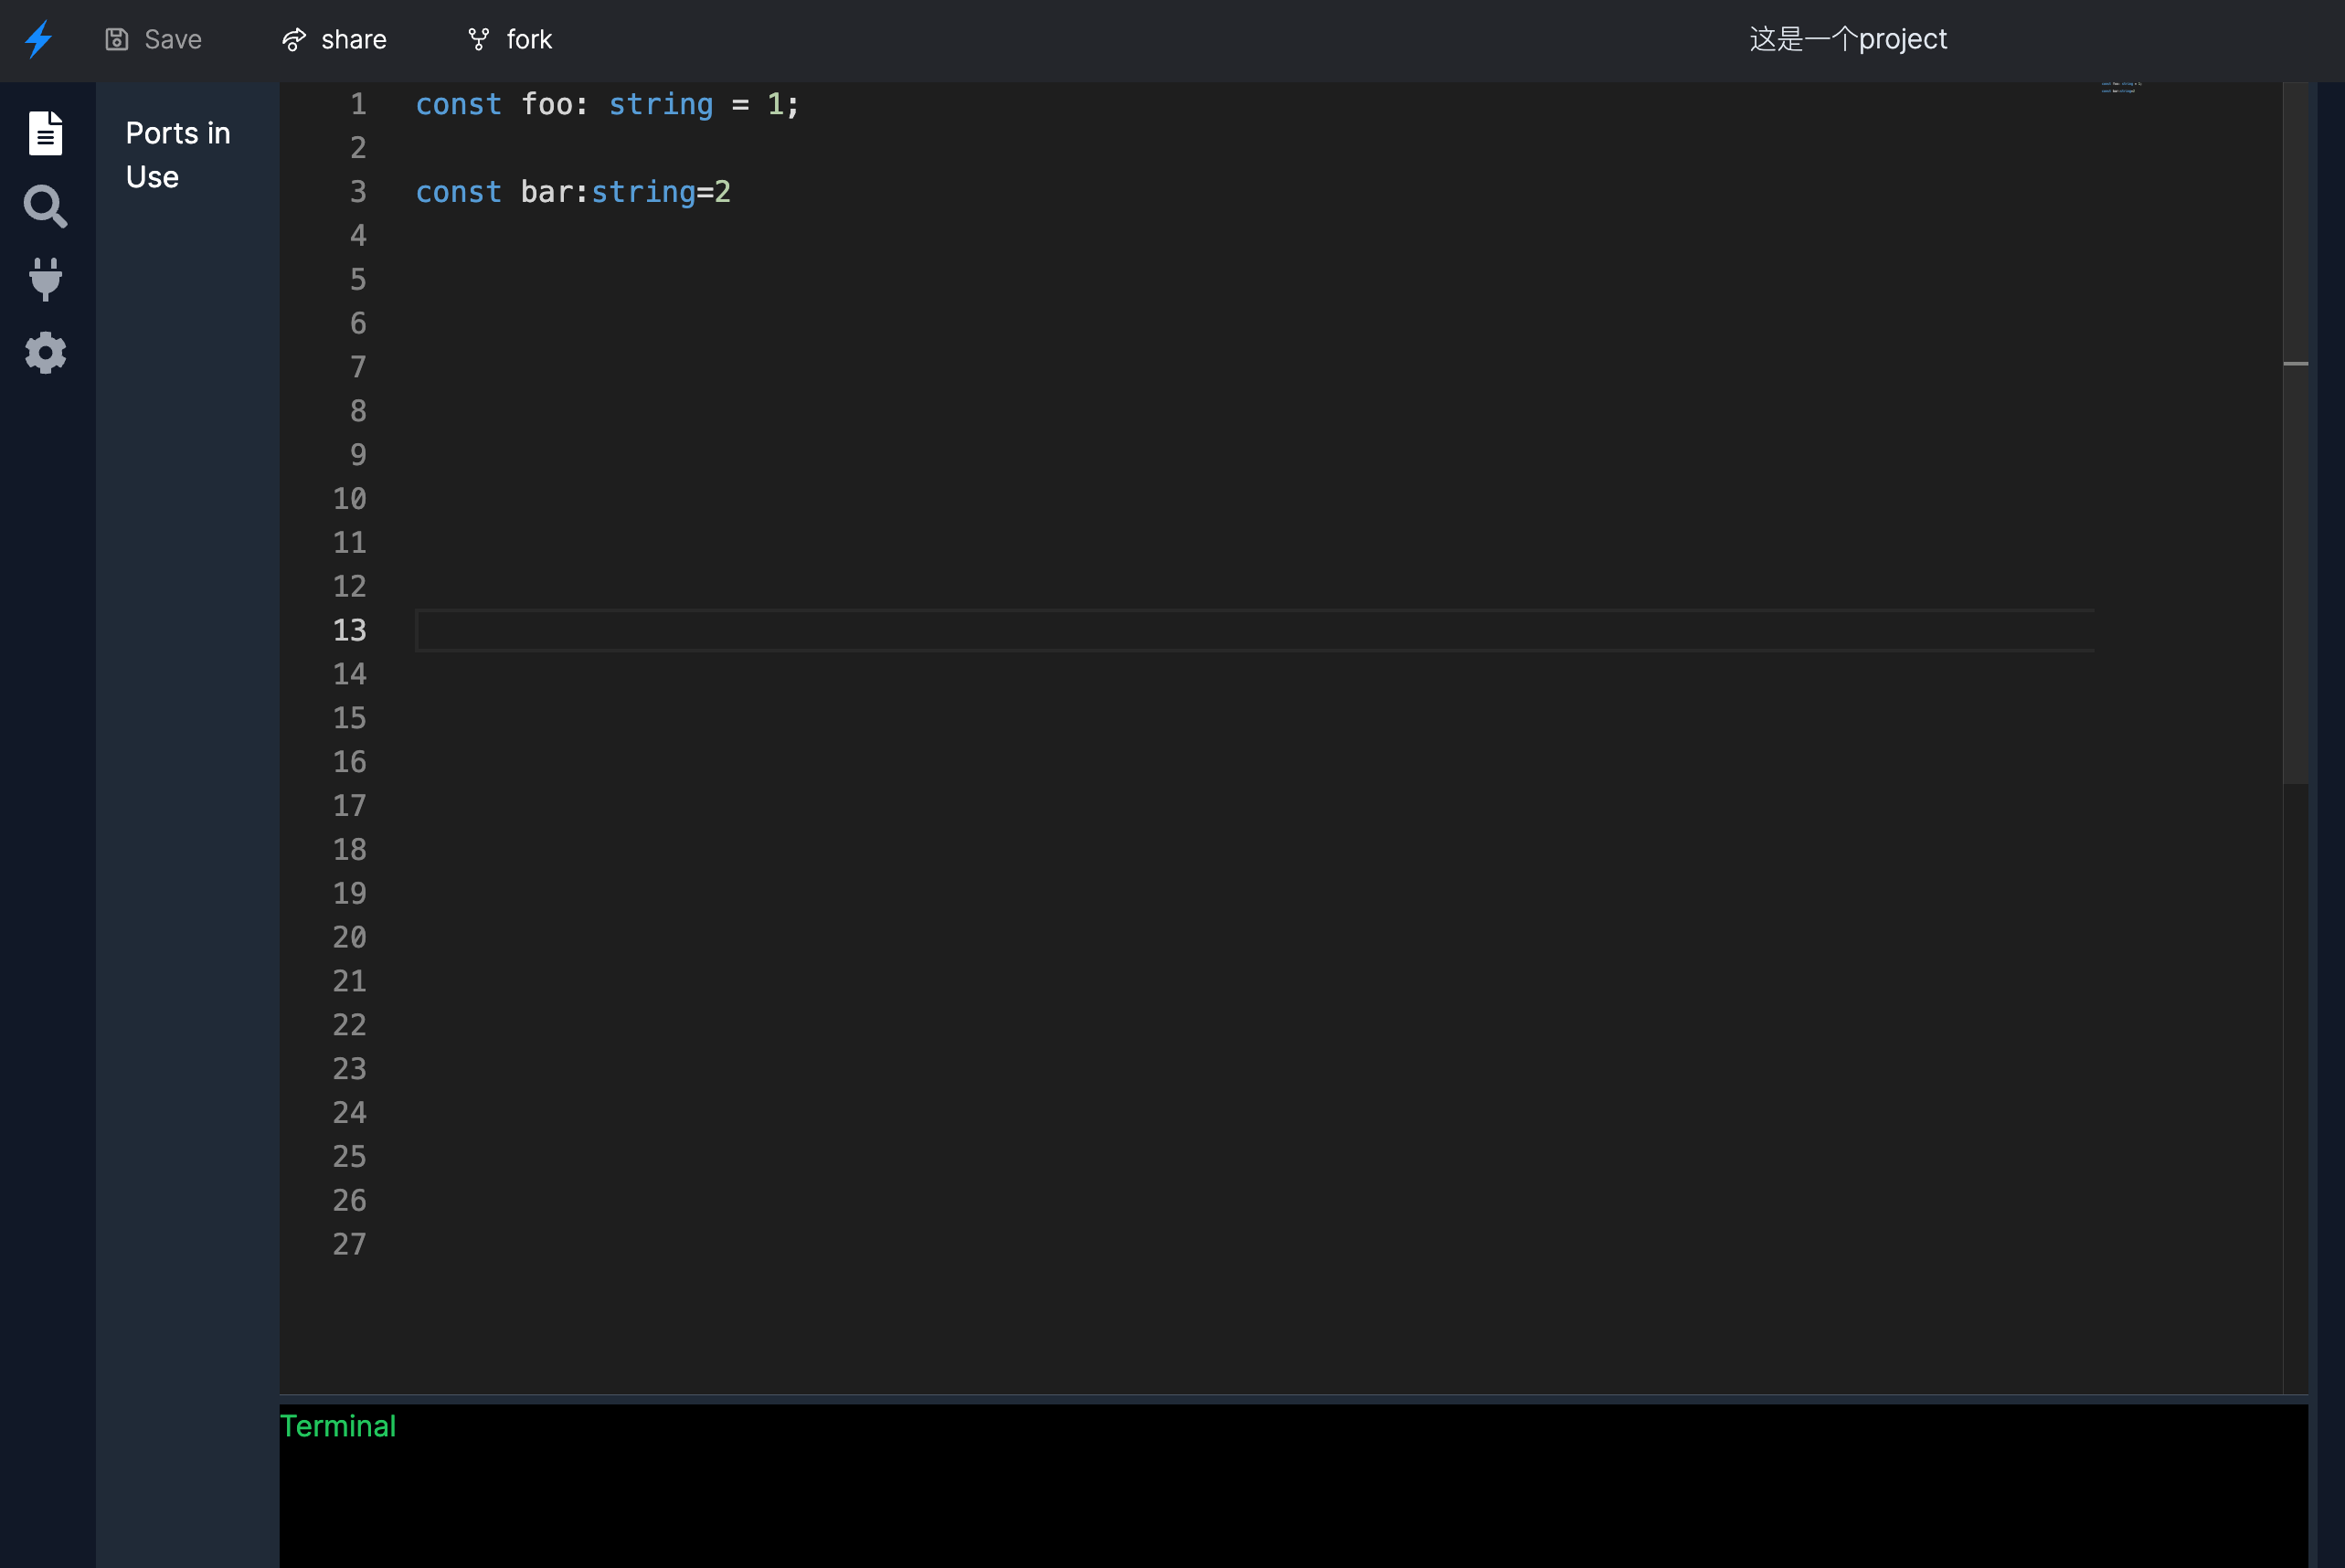 Save
share
fork
这是一个project
Ports in
Use
1 const foo: string = 1;
2
3 const bar:string=2
4
5
6
7
8
9
10
11
12
13
14
15
16
17
18
19
20
21
22
23
24
25
26
27
Terminal